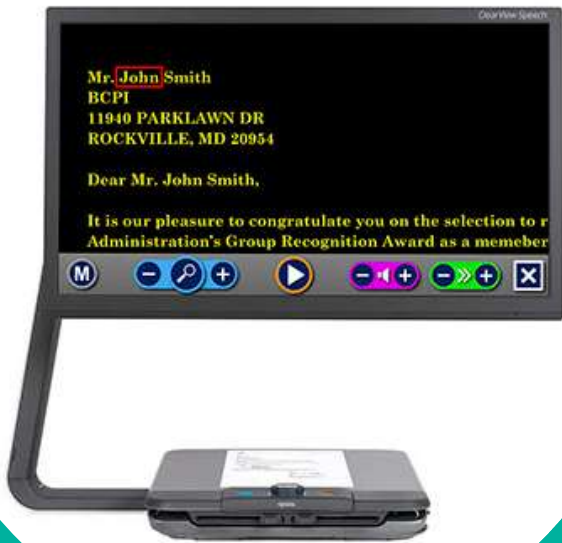 ClearView Speech
Mr. John Smith
BCPI
11940 PARKLAWN DR
ROCKVILLE, MD 20954
Dear Mr. John Smith,
It is our pleasure to congratulate you on the selection to r
Administration's Group Recognition Award as a memeber
M